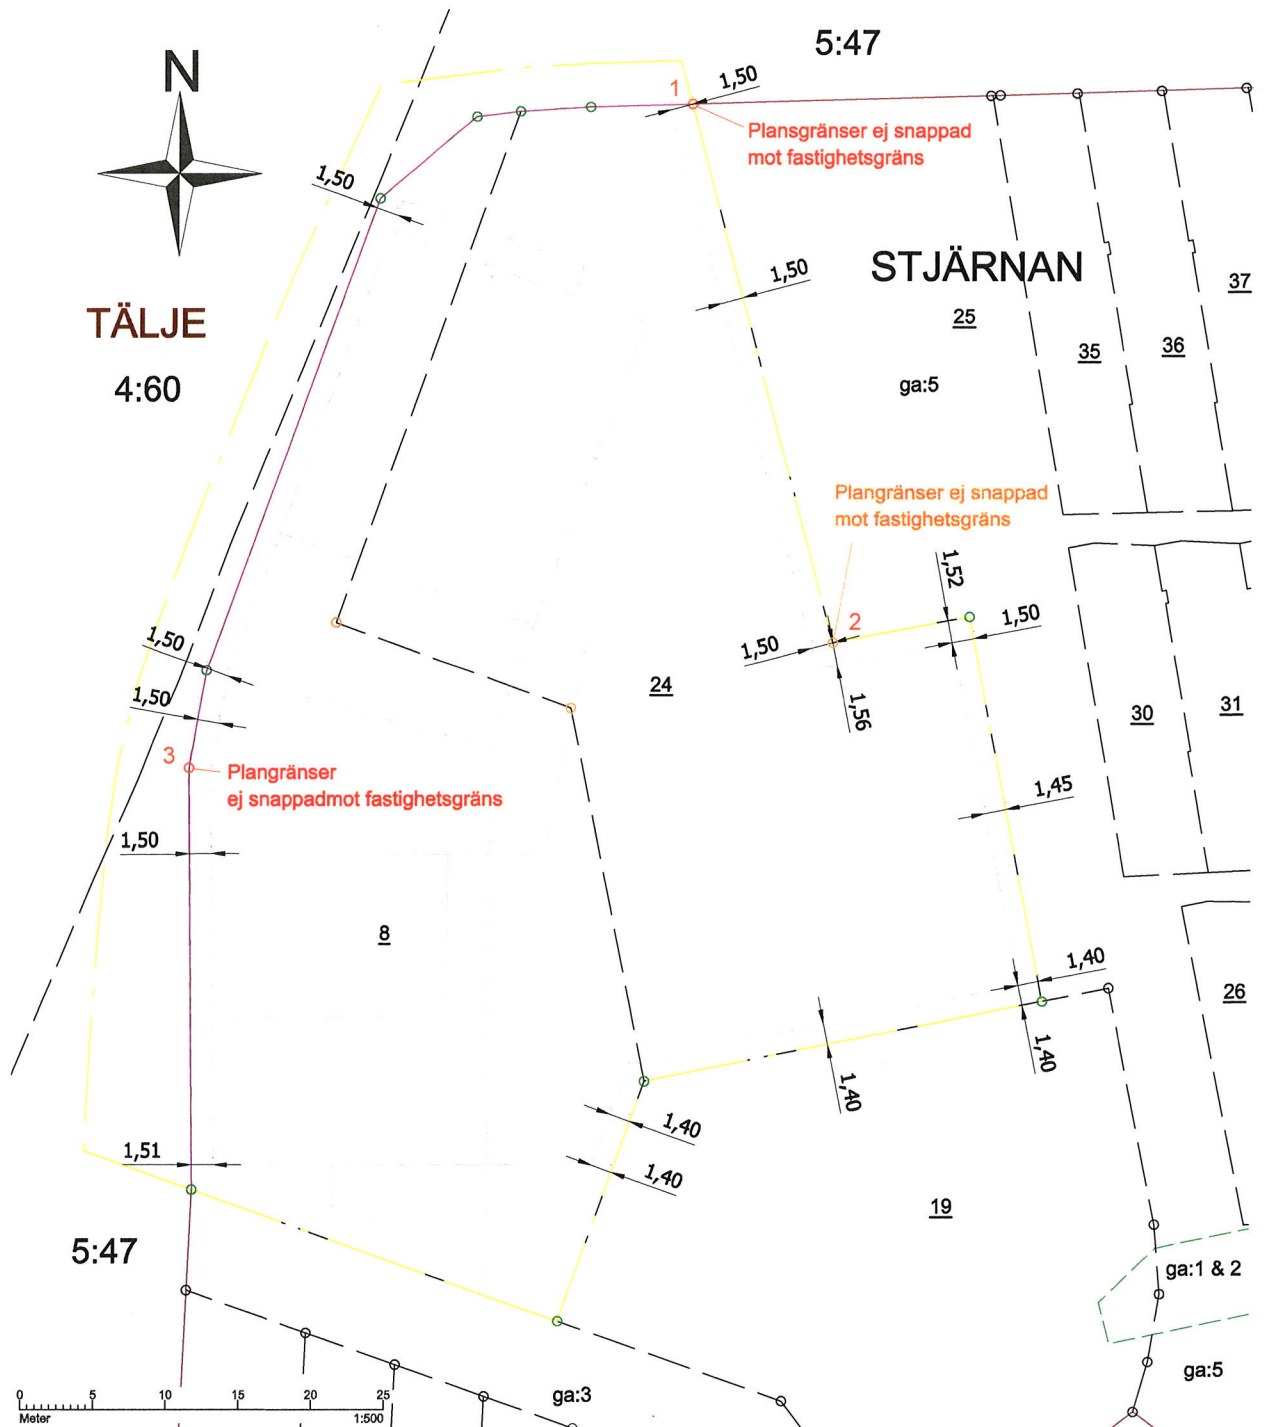 5:47
N
1
1,50
Plansgränser ej snappad
mot fastighetsgräns
1,50
1,50
STJÄRNAN
37
TÄLJE
25
35
36
4:60
ga:5
Plangränser ej snappad
mot fastighetsgräns
1,52
2
1,50
1,50
1,50
24
1,50
1,56
30
31
3
Plangränser
ej snappadmot fastighetsgräns
1,45
1,50
8
1,40
26
1,40
1,40
1,40
1,51
1,40
19
5:47
ga:1 & 2
ga:5
ga:3
0 5 10 15 20 25
Meter 1:500